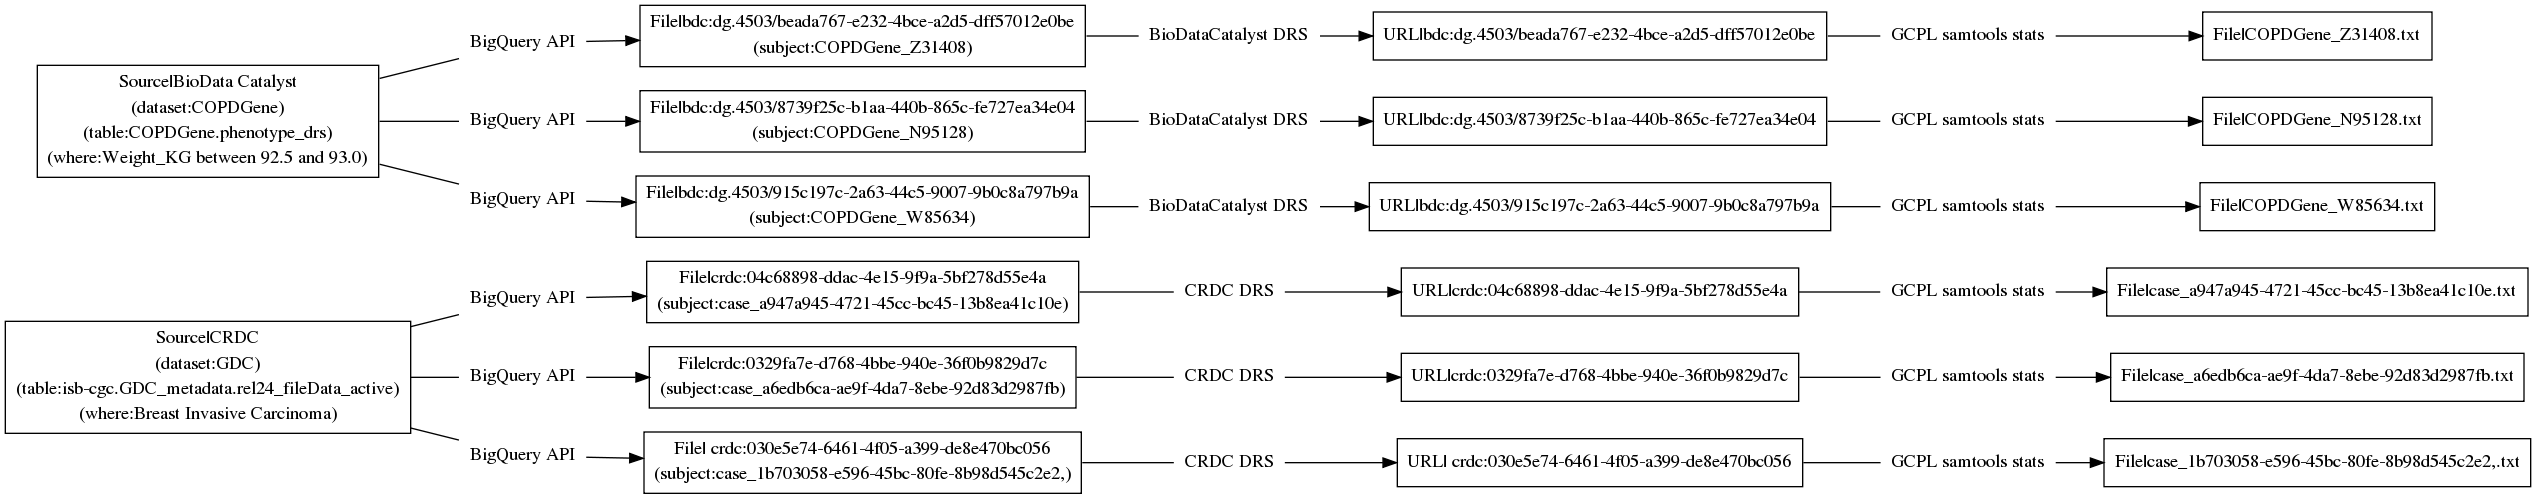 Source|BioData Catalyst
(dataset:COPDGene)
(table:COPDGene.phenotype_drs)
(where:Weight_KG between 92.5 and 93.0)
BigQuery API
File|bdc:dg.4503/beada767-e232-4bce-a2d5-dff57012e0be
(subject:COPDGene_Z31408)
BioDataCatalyst DRS
URL|bdc:dg.4503/beada767-e232-4bce-a2d5-dff57012e0be
GCPL samtools stats
File|COPDGene_Z31408.txt
BigQuery API
File|bdc:dg.4503/8739f25c-b1aa-440b-865c-fe727ea34e04
(subject:COPDGene_N95128)
BioDataCatalyst DRS
URL|bdc:dg.4503/8739f25c-b1aa-440b-865c-fe727ea34e04
GCPL samtools stats
File|COPDGene_N95128.txt
BigQuery API
File|bdc:dg.4503/915c197c-2a63-44c5-9007-9b0c8a797b9a
(subject:COPDGene_W85634)
BioDataCatalyst DRS
URL|bdc:dg.4503/915c197c-2a63-44c5-9007-9b0c8a797b9a
GCPL samtools stats
File|COPDGene_W85634.txt
Source|CRDC
(dataset:GDC)
(table:isb-cgc.GDC_metadata.rel24_fileData_active)
(where:Breast Invasive Carcinoma)
BigQuery API
File|crdc:04c68898-ddac-4e15-9f9a-5bf278d55e4a
(subject:case_a947a945-4721-45cc-bc45-13b8ea41c10e)
CRDC DRS
URL|crdc:04c68898-ddac-4e15-9f9a-5bf278d55e4a
GCPL samtools stats
File|case_a947a945-4721-45cc-bc45-13b8ea41c10e.txt
BigQuery API
File|crdc:0329fa7e-d768-4bbe-940e-36f0b9829d7c
(subject:case_a6edb6ca-ae9f-4da7-8ebe-92d83d2987fb)
CRDC DRS
URL|crdc:0329fa7e-d768-4bbe-940e-36f0b9829d7c
GCPL samtools stats
File|case_a6edb6ca-ae9f-4da7-8ebe-92d83d2987fb.txt
BigQuery API
File| crdc:030e5e74-6461-4f05-a399-de8e470bc056
(subject:case_1b703058-e596-45bc-80fe-8b98d545c2e2,)
CRDC DRS
URL| crdc:030e5e74-6461-4f05-a399-de8e470bc056
GCPL samtools stats
File|case_1b703058-e596-45bc-80fe-8b98d545c2e2,.txt